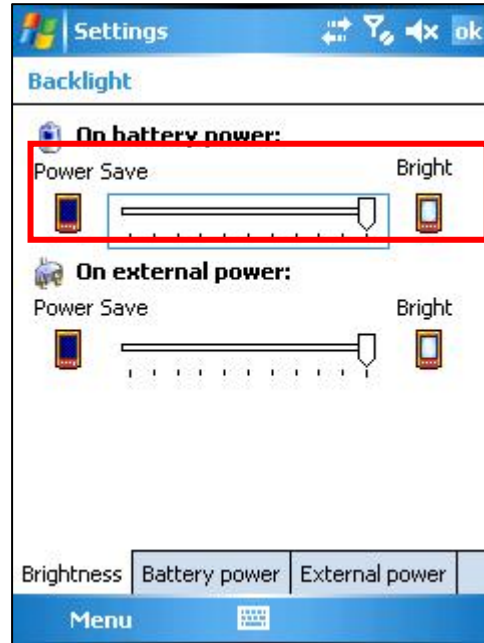 Settings ok
Backlight
On battery power:
Power Save Bright
On external power:
Power Save Bright
Brightness Battery power External power
Menu